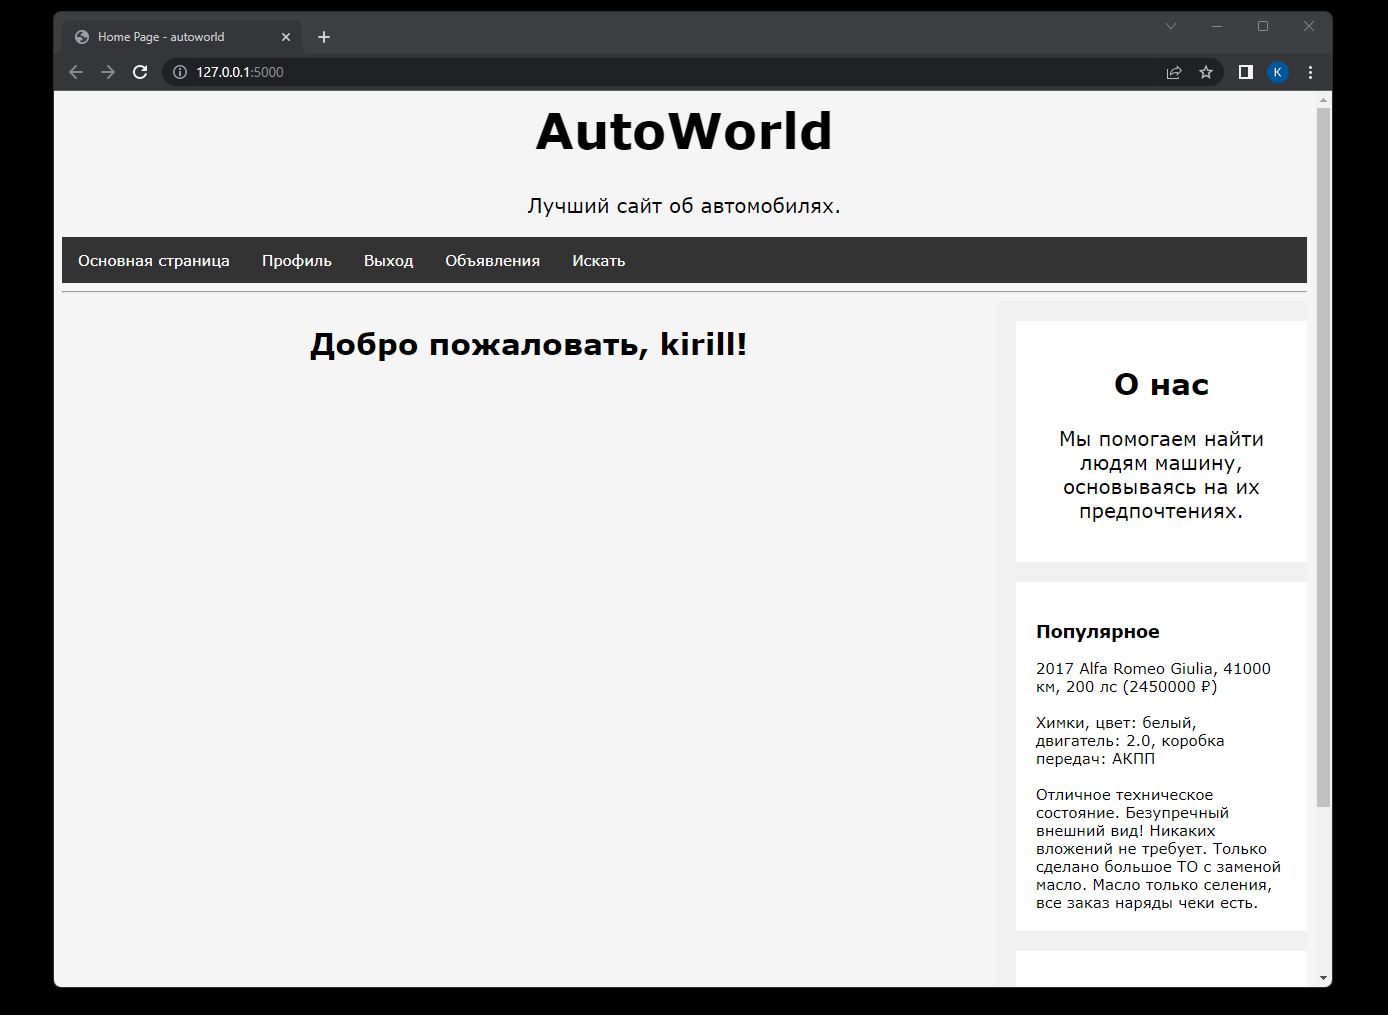 Home Page - autoworld
127.0.0.1:5000
K
AutoWorld
Лучший сайт об автомобилях.
Основная страница Профиль Выход Объявления Искать
Добро пожаловать, kirill!
О нас
Мы помогаем найти
людям машину,
основываясь на их
предпочтениях.
Популярное
2017 Alfa Romeo Giulia, 41000
км, 200 лс (2450000 ₽)
Химки, цвет: белый,
двигатель: 2.0, коробка
передач: АКПП
Отличное техническое
состояние. Безупречный
внешний вид! Никаких
вложений не требует. Только
сделано большое ТО с заменой
масло. Масло только селения,
все заказ наряды чеки есть.